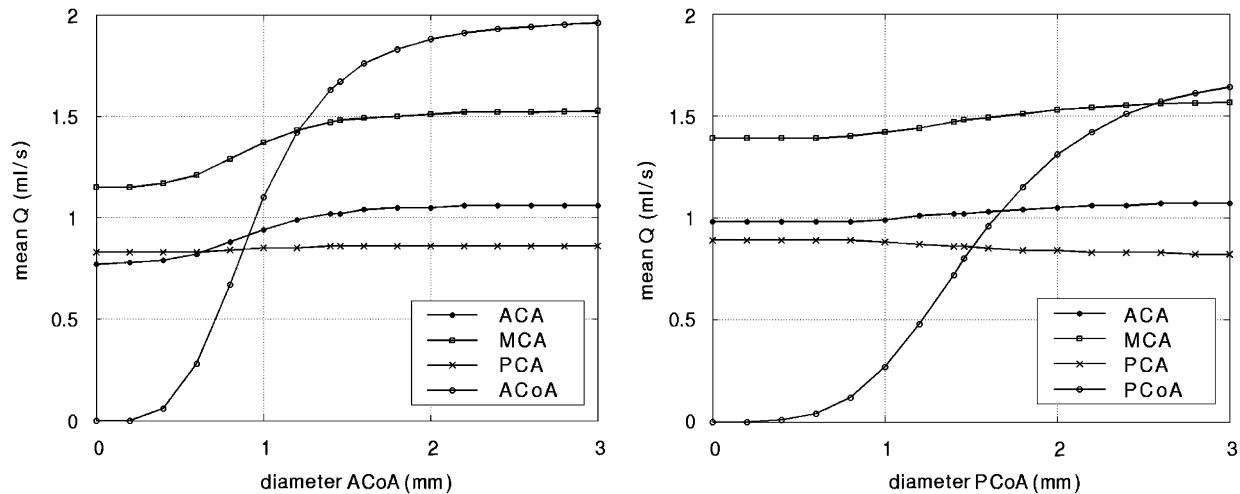 2
1.5
1
0.5
0
mean Q (ml/s)
0 1 2 3
diameter ACoA (mm)
ACA
MCA
PCA
ACoA
2
1.5
1
0.5
0
mean Q (ml/s)
0 1 2 3
diameter PCoA (mm)
ACA
MCA
PCA
PCoA